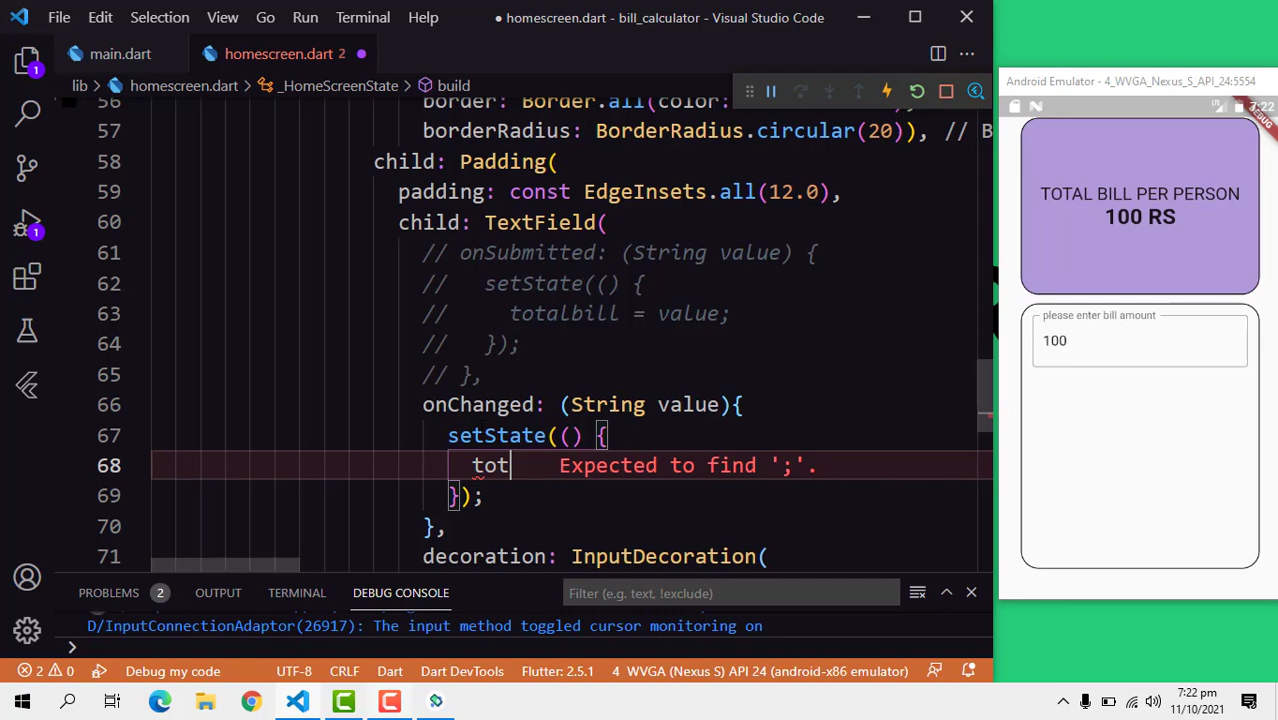 File Edit Selection View Go Run Terminal Help ● homescreen.dart - bill_calculator - Visual Studio Code
main.dart homescreen.dart 2
lib homescreen.dart _HomeScreenState build
57 borderRadius: BorderRadius.circular(20)), // B
58 child: Padding(
59 padding: const EdgeInsets.all(12.0),
60 child: TextField(
61 // onSubmitted: (String value) {
62 // setState(() {
63 // totalbill = value;
64 // });
65 // },
66 onChanged: (String value){
67 setState(() {
68 tot Expected to find ';'.
69 });
70 },
71 decoration: InputDecoration(
1
1
PROBLEMS 2 OUTPUT TERMINAL DEBUG CONSOLE Filter (e.g. text, !exclude)
D/InputConnectionAdaptor(26917): The input method toggled cursor monitoring on
2 0 Debug my code UTF-8 CRLF Dart Dart DevTools Flutter: 2.5.1 4 WVGA (Nexus S) API 24 (android-x86 emulator)
Android Emulator - 4_WVGA_Nexus_S_API_24:5554
7:22
DEBUG
TOTAL BILL PER PERSON
100 RS
please enter bill amount
100
7:22 pm
11/10/2021